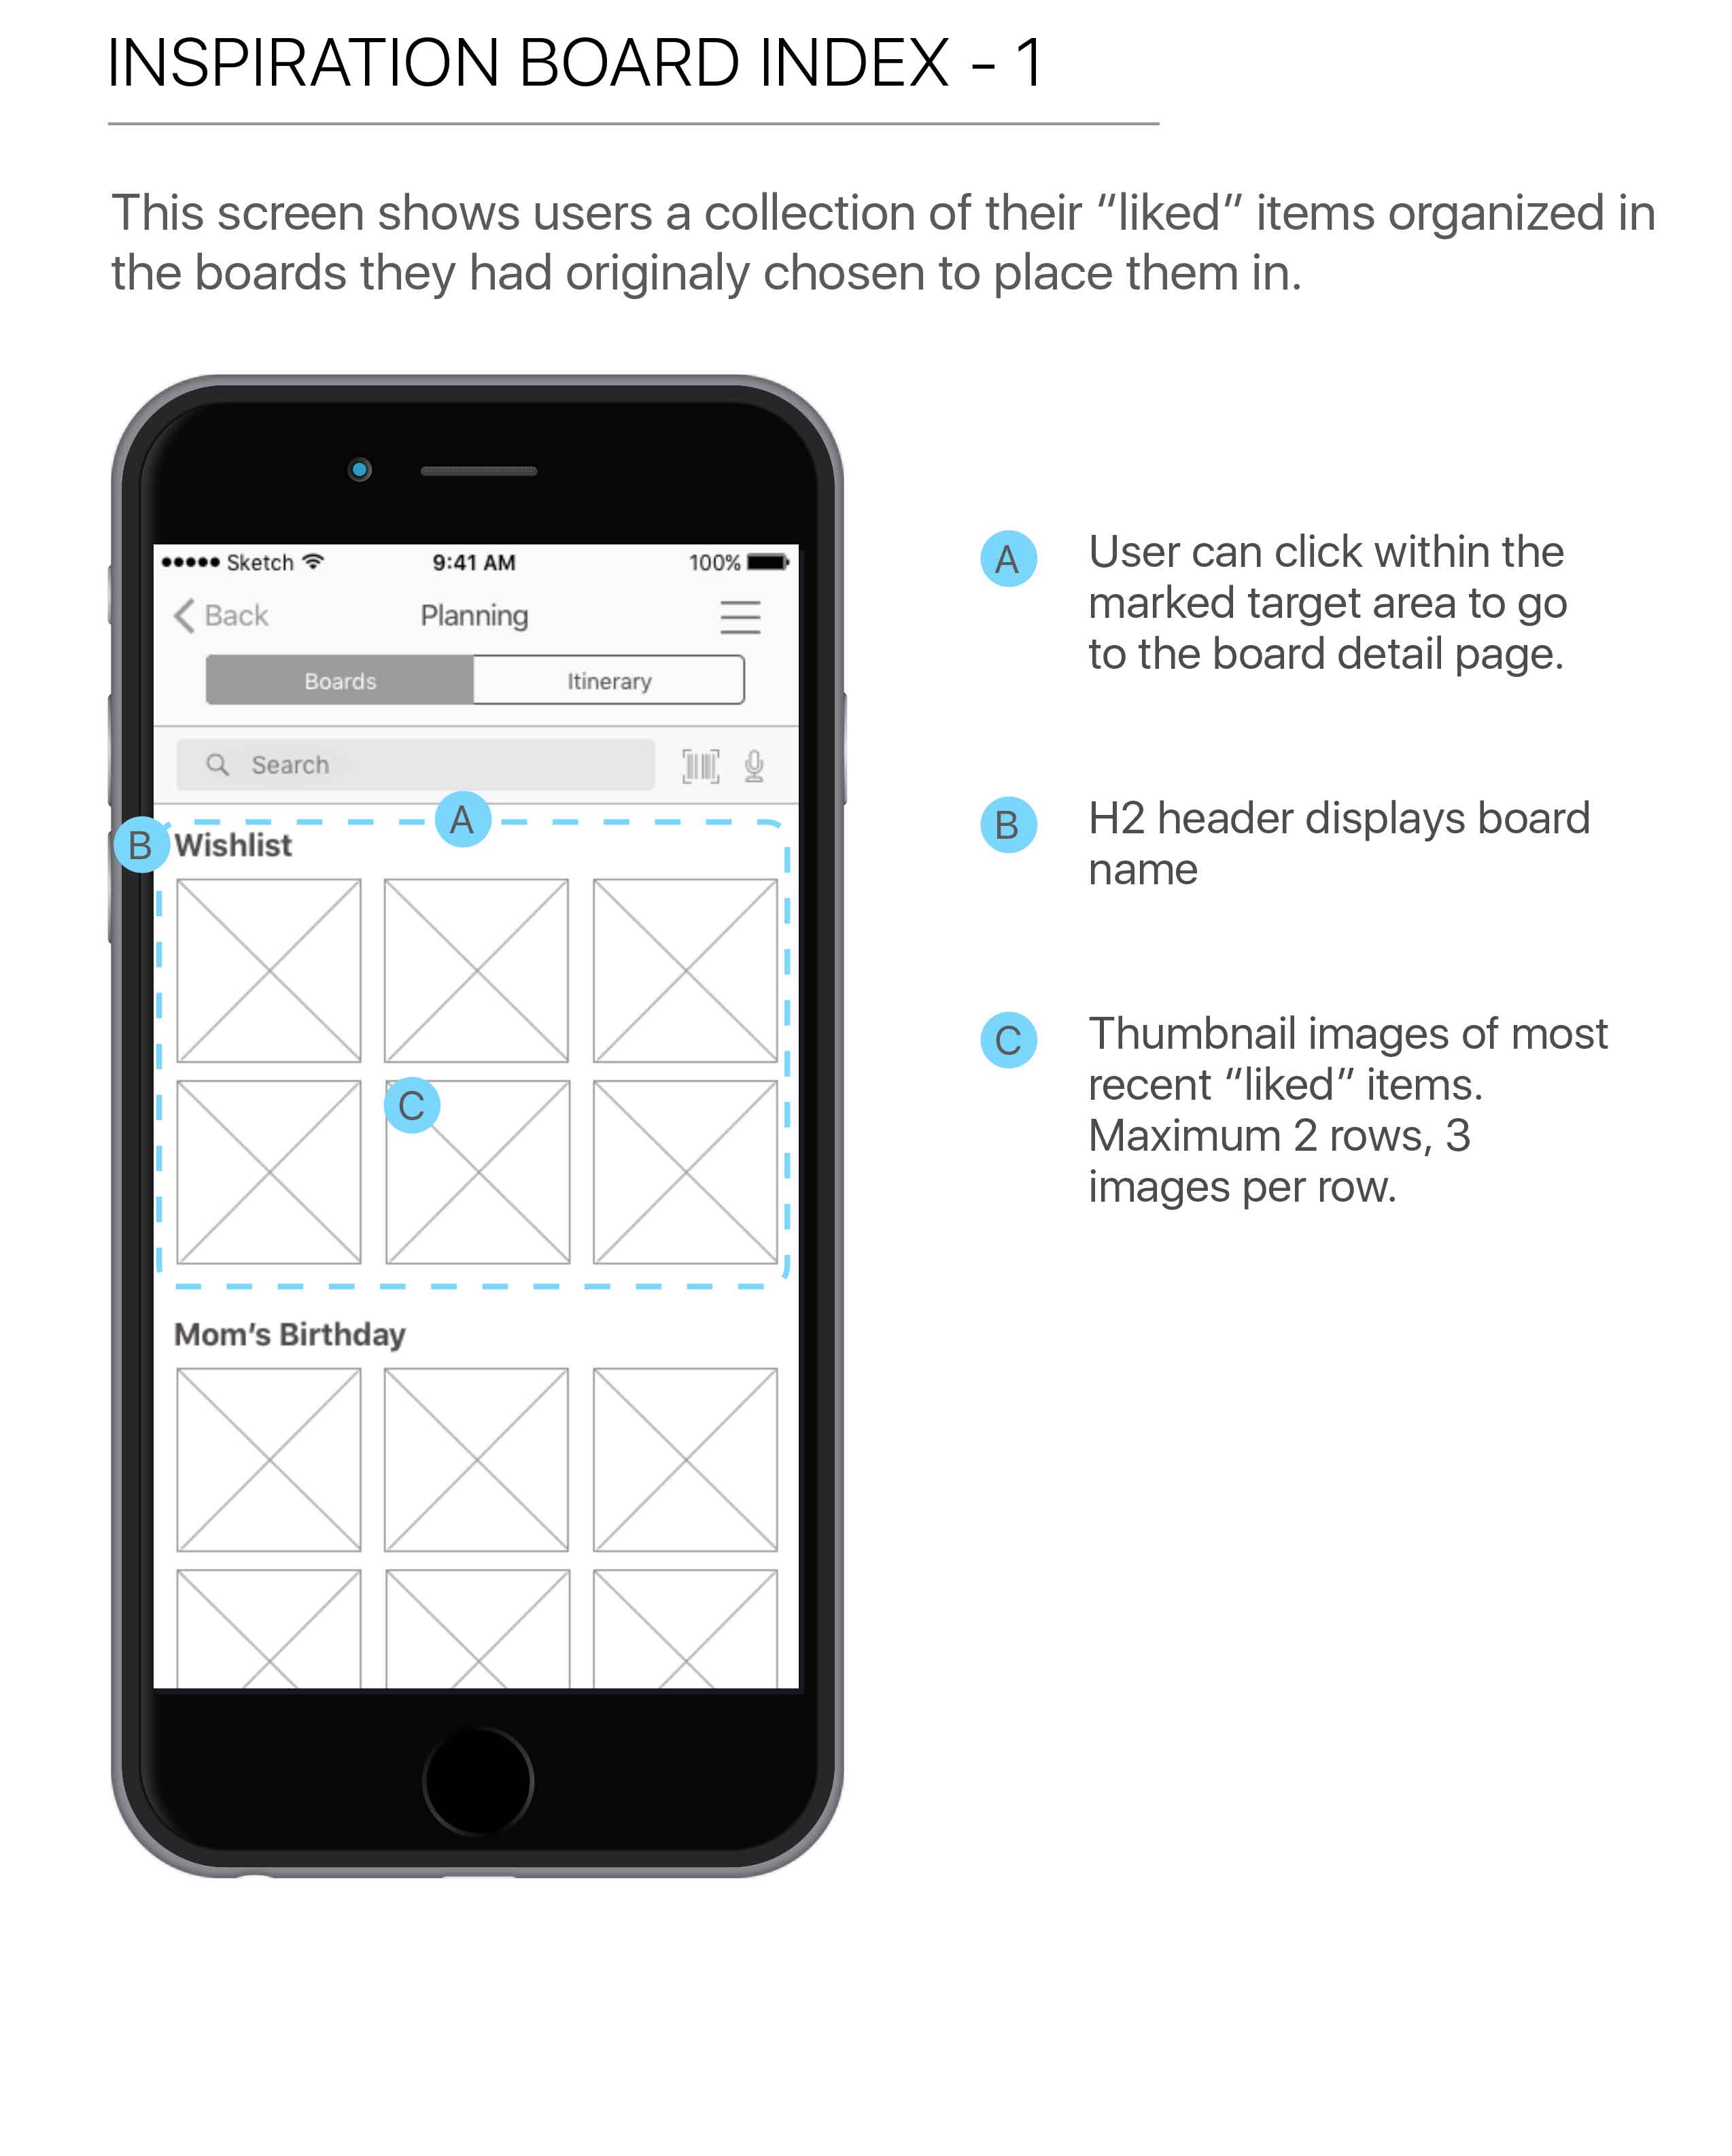 INSPIRATION BOARD INDEX - 1
This screen shows users a collection of their “liked” items organized in
the boards they had originaly chosen to place them in.
Sketch 9:41 AM 100%
Back Planning
Boards Itinerary
Search
A
B Wishlist
C
Mom’s Birthday
A User can click within the
marked target area to go
to the board detail page.
B H2 header displays board
name
C Thumbnail images of most
recent “liked” items.
Maximum 2 rows, 3
images per row.